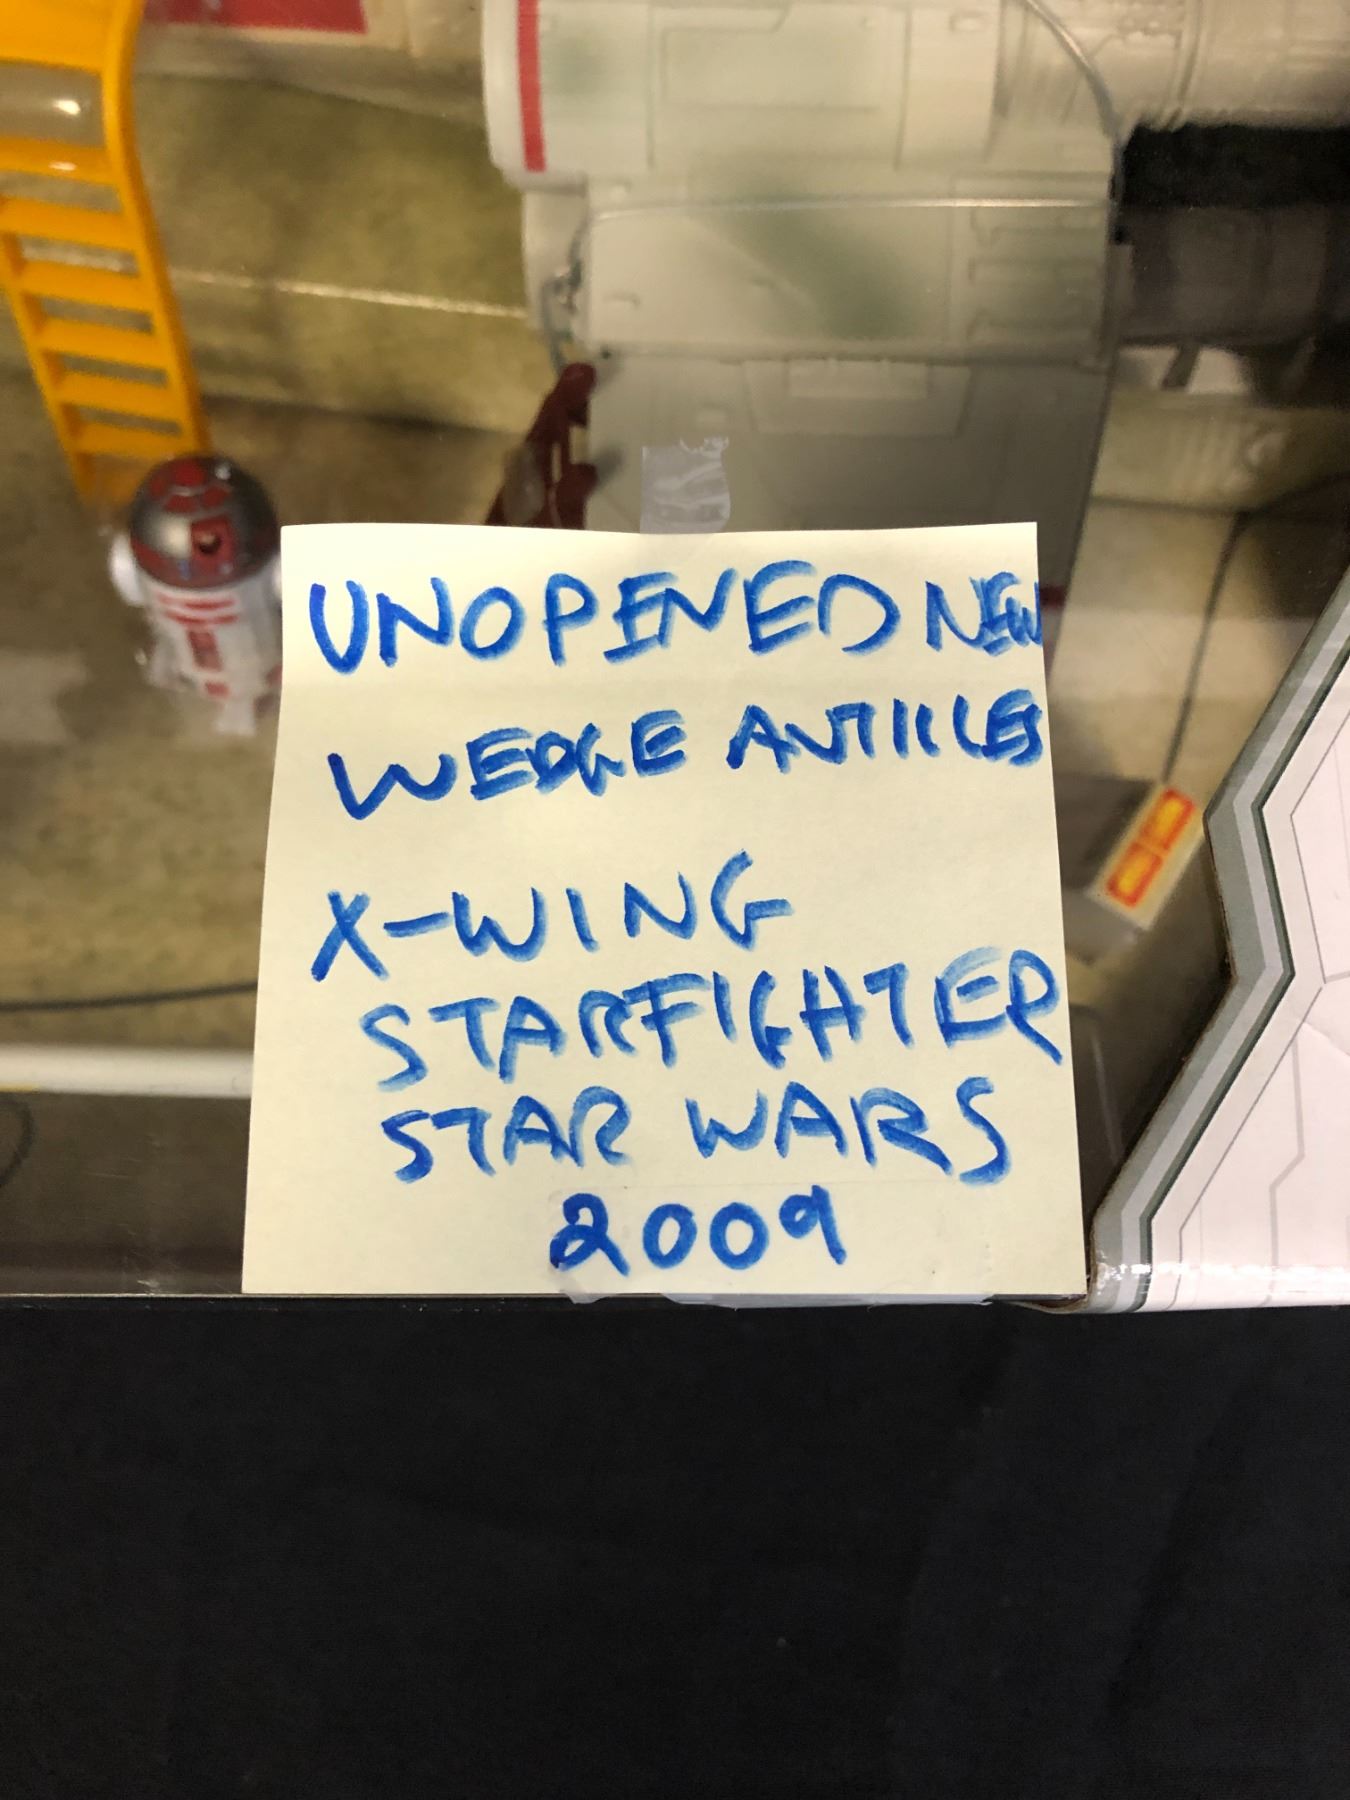 UNOPENED NEW
WEDGE ANTILLES
X-WING
STARFIGHTER
STAR WARS
2009